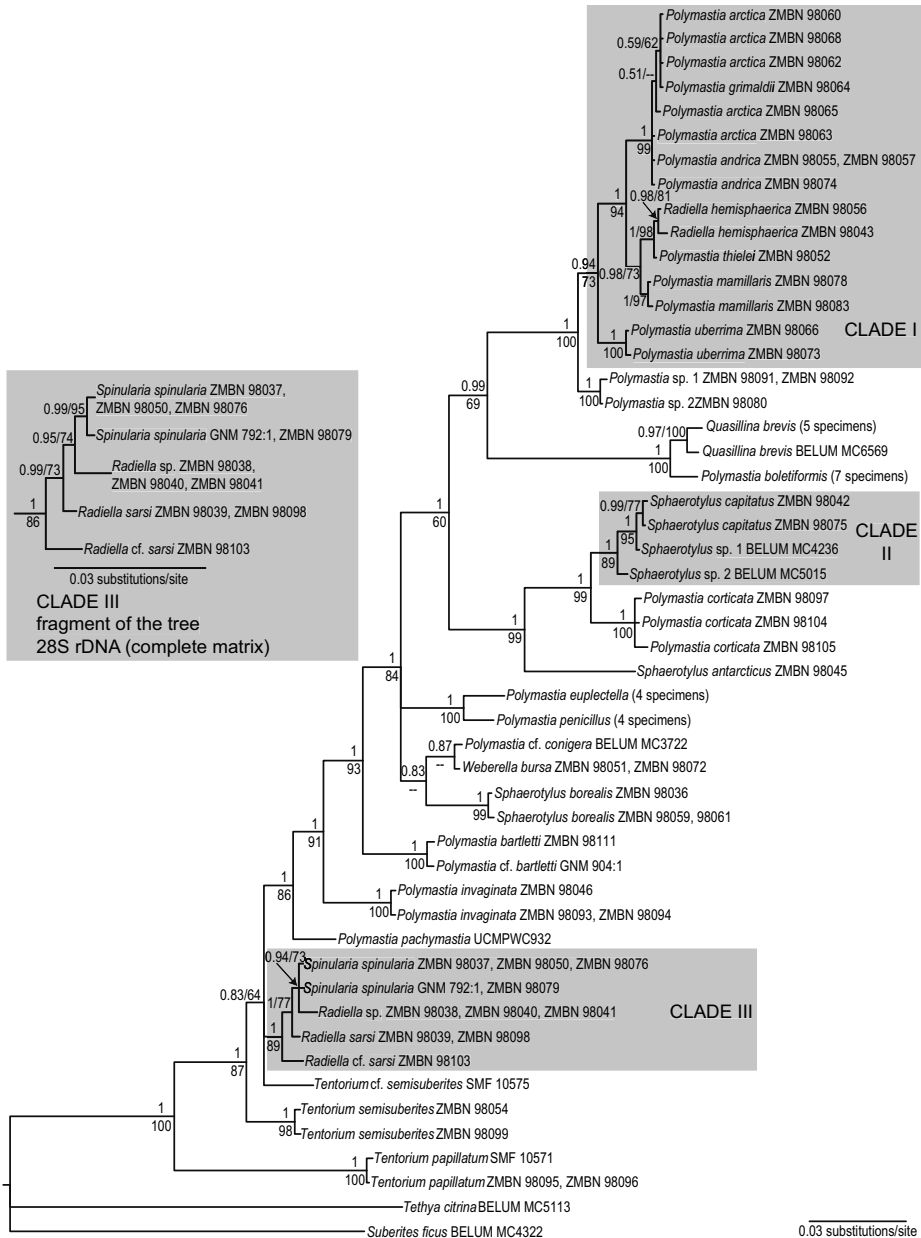 Polymastia arctica ZMBN 98060
Polymastia arctica ZMBN 98068
0.59/62
Polymastia arctica ZMBN 98062
0.51/--
Polymastia grimaldii ZMBN 98064
Polymastia arctica ZMBN 98065
1
99
Polymastia arctica ZMBN 98063
Polymastia andrica ZMBN 98055, ZMBN 98057
Polymastia andrica ZMBN 98074
0.98/81
1
94
Radiella hemisphaerica ZMBN 98056
1/98
Radiella hemisphaerica ZMBN 98043
Polymastia thielei ZMBN 98052
0.94
73
0.98/73
Polymastia mamillaris ZMBN 98078
1/97
Polymastia mamillaris ZMBN 98083
1
100
Polymastia uberrima ZMBN 98066
CLADE I
1
100
Polymastia uberrima ZMBN 98073
Polymastia sp. 1 ZMBN 98091, ZMBN 98092
1
100
Polymastia sp. 2ZMBN 98080
0.99
69
0.97/100
Quasillina brevis (5 specimens)
Quasillina brevis BELUM MC6569
1
100
Polymastia boletiformis (7 specimens)
Spinularia spinularia ZMBN 98037,
ZMBN 98050, ZMBN 98076
0.99/95
Spinularia spinularia GNM 792:1, ZMBN 98079
0.95/74
Radiella sp. ZMBN 98038,
ZMBN 98040, ZMBN 98041
0.99/73
Radiella sarsi ZMBN 98039, ZMBN 98098
1
86
Radiella cf. sarsi ZMBN 98103
0.03 substitutions/site
CLADE III
fragment of the tree
28S rDNA (complete matrix)
1
60
0.99/77
Sphaerotylus capitatus ZMBN 98042
Sphaerotylus capitatus ZMBN 98075
CLADE
II
1
95
Sphaerotylus sp. 1 BELUM MC4236
1
89
Sphaerotylus sp. 2 BELUM MC5015
1
99
Polymastia corticata ZMBN 98097
Polymastia corticata ZMBN 98104
1
100
Polymastia corticata ZMBN 98105
1
99
Sphaerotylus antarcticus ZMBN 98045
1
84
Polymastia euplectella (4 specimens)
1
100
Polymastia penicillus (4 specimens)
0.87
--
Polymastia cf. conigera BELUM MC3722
Weberella bursa ZMBN 98051, ZMBN 98072
0.83
--
Sphaerotylus borealis ZMBN 98036
1
99
Sphaerotylus borealis ZMBN 98059, 98061
1
93
Polymastia bartletti ZMBN 98111
1
100
Polymastia cf. bartletti GNM 904:1
1
91
Polymastia invaginata ZMBN 98046
1
100
Polymastia invaginata ZMBN 98093, ZMBN 98094
1
86
Polymastia pachymastia UCMPWC932
0.94/73
Spinularia spinularia ZMBN 98037, ZMBN 98050, ZMBN 98076
Spinularia spinularia GNM 792:1, ZMBN 98079
0.83/64
1/77
Radiella sp. ZMBN 98038, ZMBN 98040, ZMBN 98041
CLADE III
1
89
Radiella sarsi ZMBN 98039, ZMBN 98098
Radiella cf. sarsi ZMBN 98103
1
87
Tentorium cf. semisuberites SMF 10575
Tentorium semisuberites ZMBN 98054
1
98
Tentorium semisuberites ZMBN 98099
1
100
Tentorium papillatum SMF 10571
1
100
Tentorium papillatum ZMBN 98095, ZMBN 98096
Tethya citrina BELUM MC5113
Suberites ficus BELUM MC4322
0.03 substitutions/site